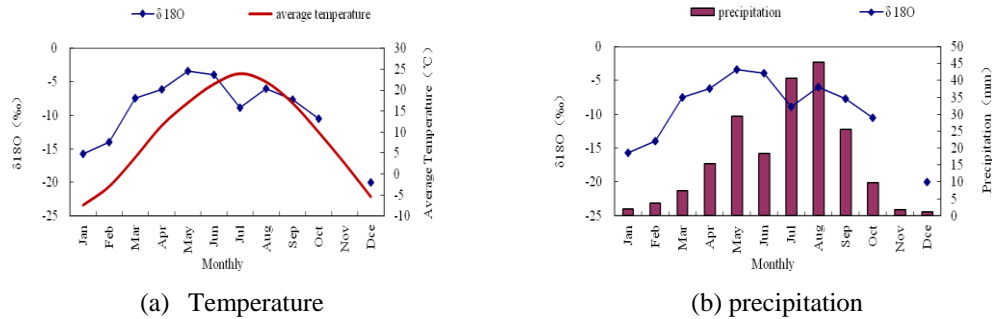 δ18O average temperature
δ18O (‰)
0
-5
-10
-15
-20
-25
30
25
20
15
10
5
0
-5
-10
Average Temperature (℃)
Jan Feb Mar Apr May Jun Jul Aug Sep Oct Nov Dce
Monthly
(a) Temperature
precipitation δ18O
δ18O (‰)
0
-5
-10
-15
-20
-25
50
45
40
35
30
25
20
15
10
5
0
Precipitation (mm)
Jan Feb Mar Apr May Jun Jul Aug Sep Oct Nov Dce
Monthly
(b) precipitation